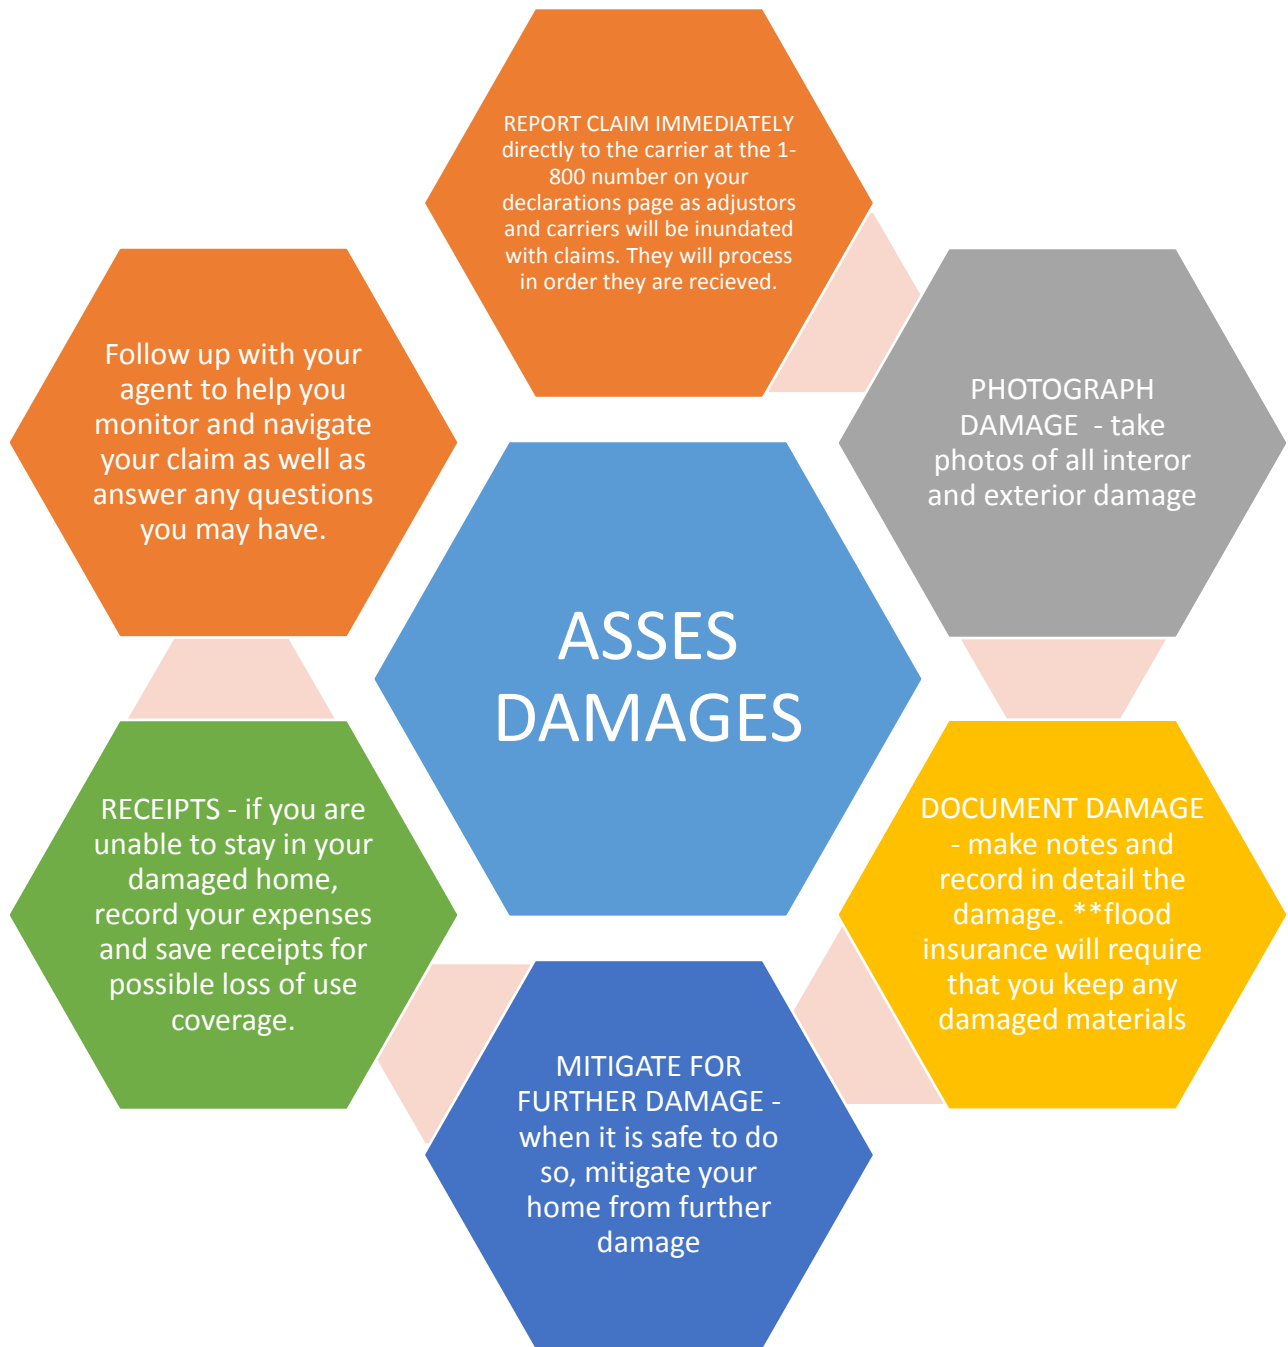 REPORT CLAIM IMMEDIATELY
directly to the carrier at the 1-
800 number on your
declarations page as adjustors
and carriers will be inundated
with claims. They will process
in order they are recieved.
PHOTOGRAPH
DAMAGE - take
photos of all interor
and exterior damage
DOCUMENT DAMAGE
- make notes and
record in detail the
damage. **flood
insurance will require
that you keep any
damaged materials
MITIGATE FOR
FURTHER DAMAGE -
when it is safe to do
so, mitigate your
home from further
damage
RECEIPTS - if you are
unable to stay in your
damaged home,
record your expenses
and save receipts for
possible loss of use
coverage.
Follow up with your
agent to help you
monitor and navigate
your claim as well as
answer any questions
you may have.
ASSES
DAMAGES